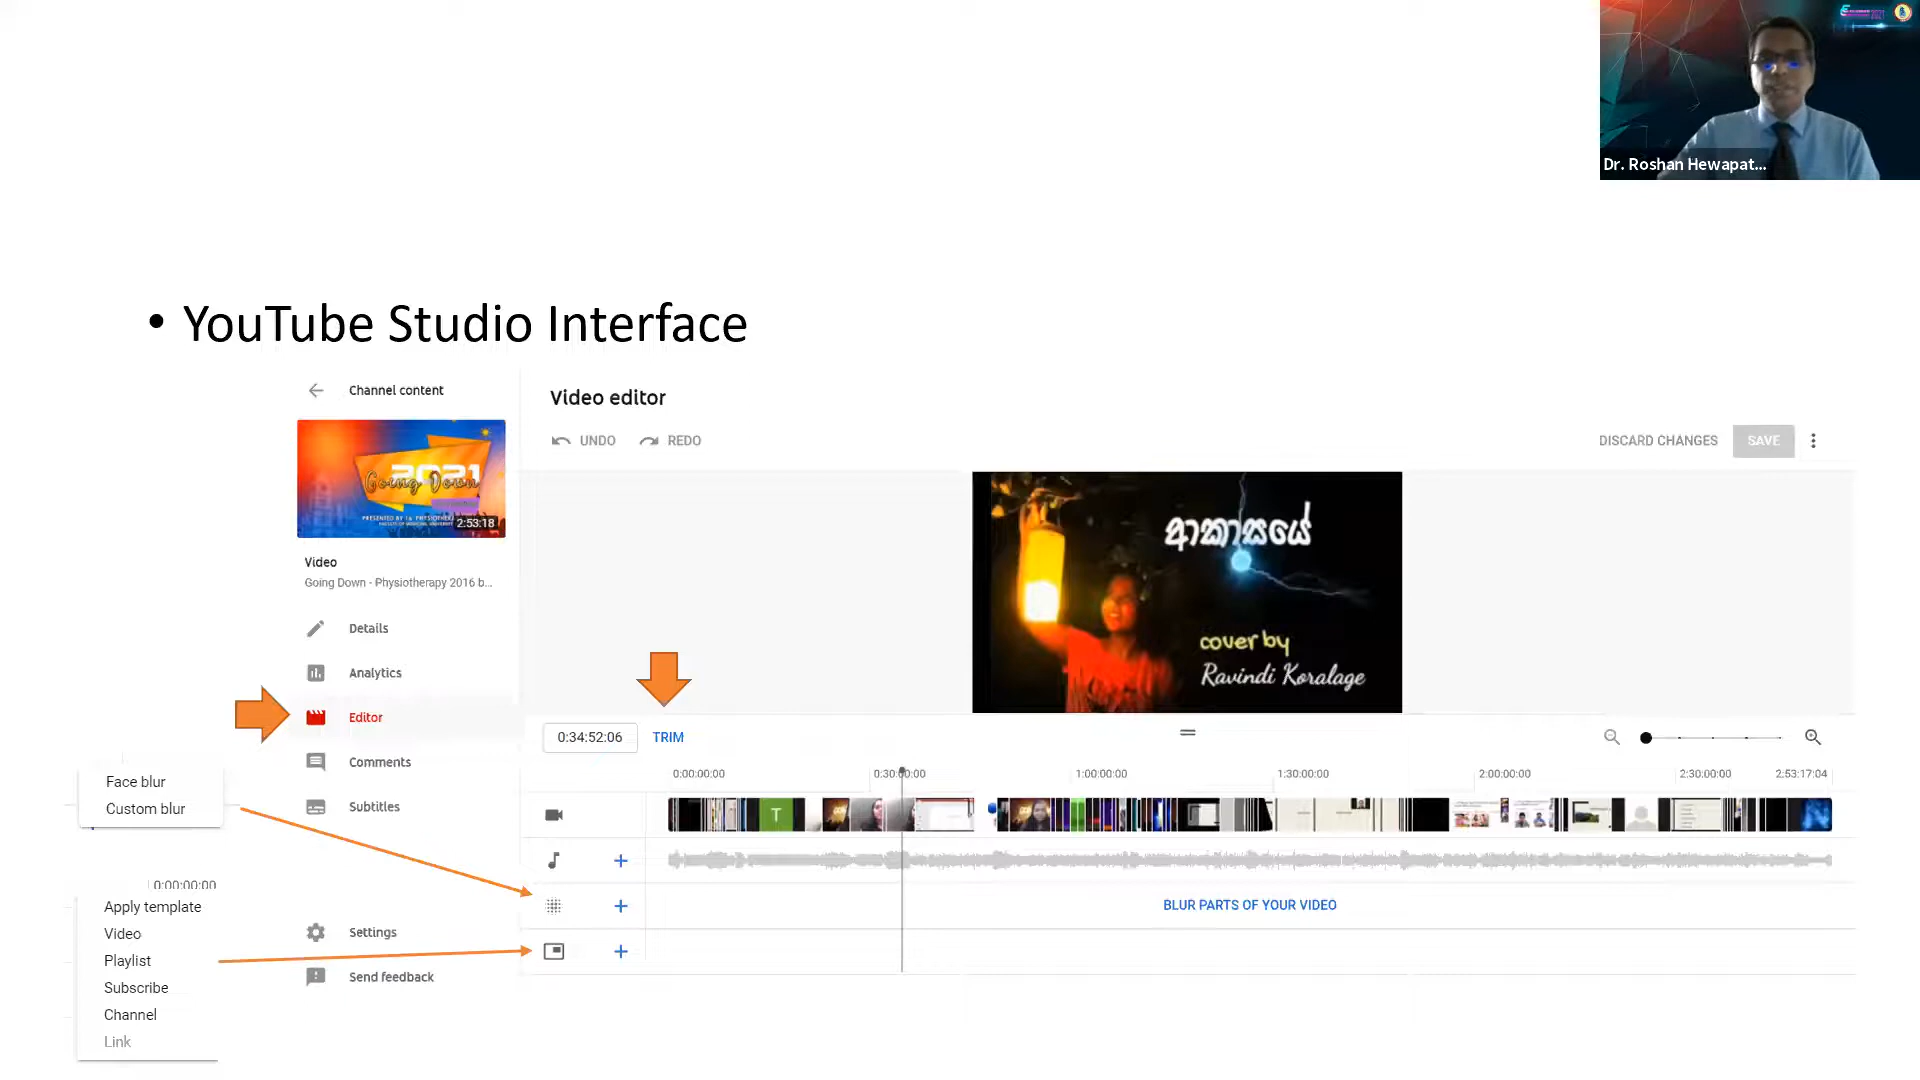 Dr. Roshan Hewapat...
• YouTube Studio Interface
Channel content
2021
Going Down
2:53:18
Video
Going Down - Physiotherapy 2016 b...
Details
Analytics
Editor
Comments
Subtitles
Settings
Send feedback
Video editor
UNDO REDO
DISCARD CHANGES SAVE
ආකාසයේ
cover by
Ravindi Koralage
0:34:52:06 TRIM
0:00:00:00 0:30:00:00 1:00:00:00 1:30:00:00 2:00:00:00 2:30:00:00 2:53:17:04
T
BLUR PARTS OF YOUR VIDEO
Face blur
Custom blur
0:00:00:00
Apply template
Video
Playlist
Subscribe
Channel
Link